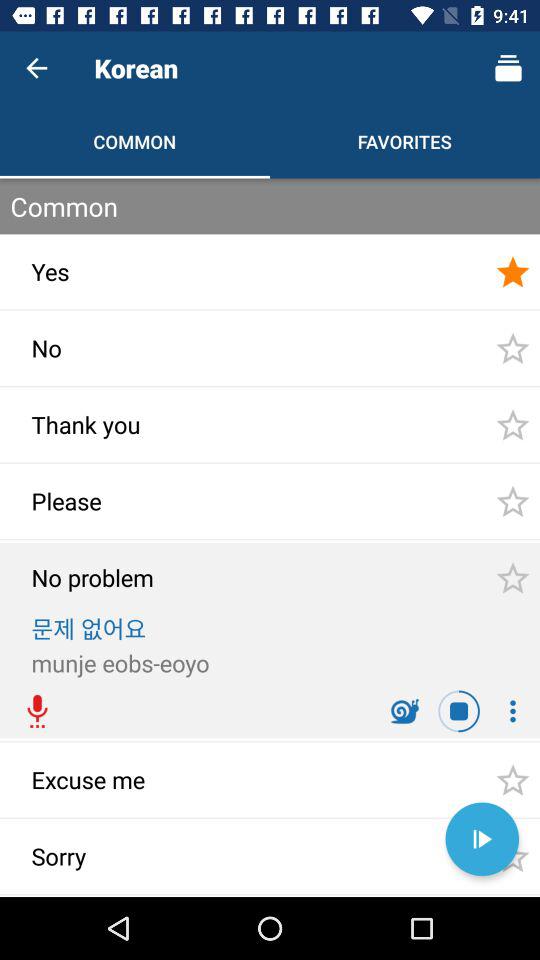 9:41
Korean
COMMON FAVORITES
Common
Yes
No
Thank you
Please
No problem
문제 없어요
munje eobs-eoyo
Excuse me
Sorry